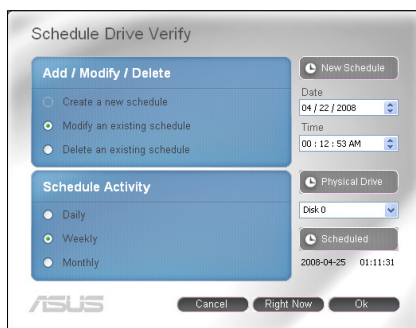 Schedule Drive Verify
Add / Modify / Delete
Create a new schedule
Modify an existing schedule
Delete an existing schedule
New Schedule
Date
04 / 22 / 2008
Time
00 : 12 : 53 AM
Schedule Activity
Daily
Weekly
Monthly
Physical Drive
Disk 0
Scheduled
2008-04-25 01:11:31
ASUS
Cancel
Right Now
Ok